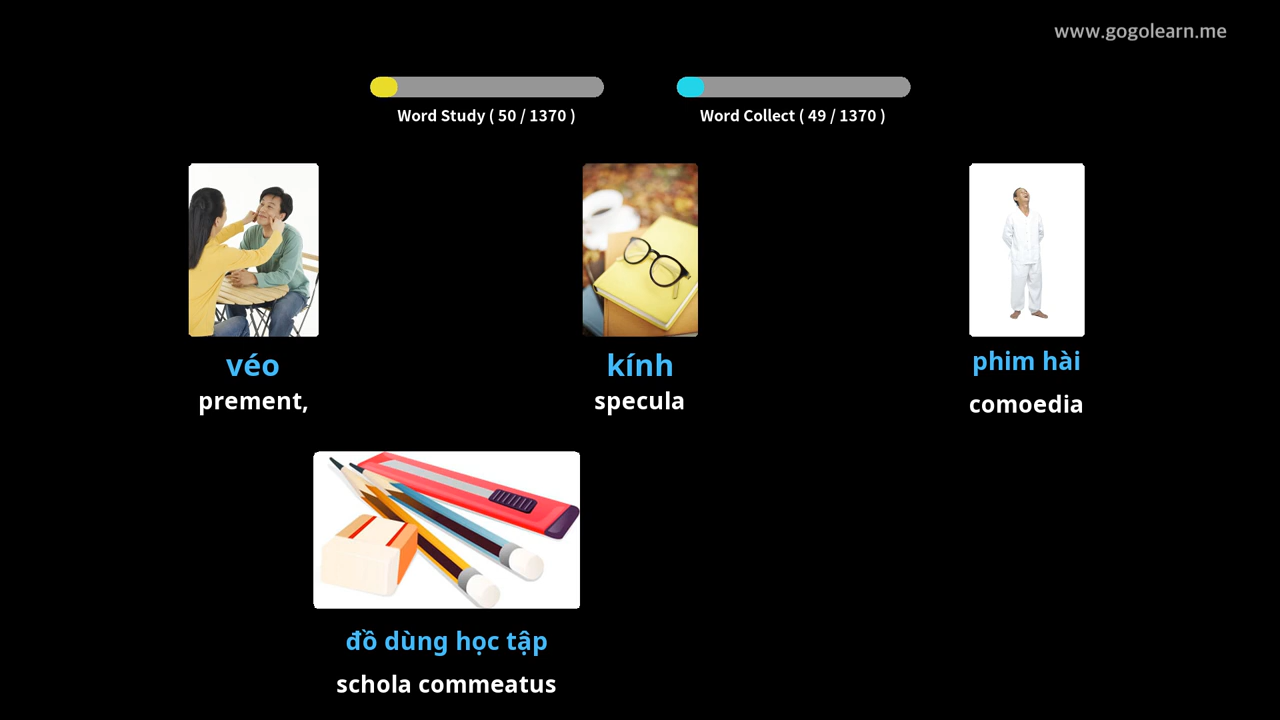 www.gogolearn.me
Word Study ( 50 / 1370 )
Word Collect ( 49 / 1370 )
véo
prement,
kính
specula
phim hài
comoedia
đồ dùng học tập
schola commeatus